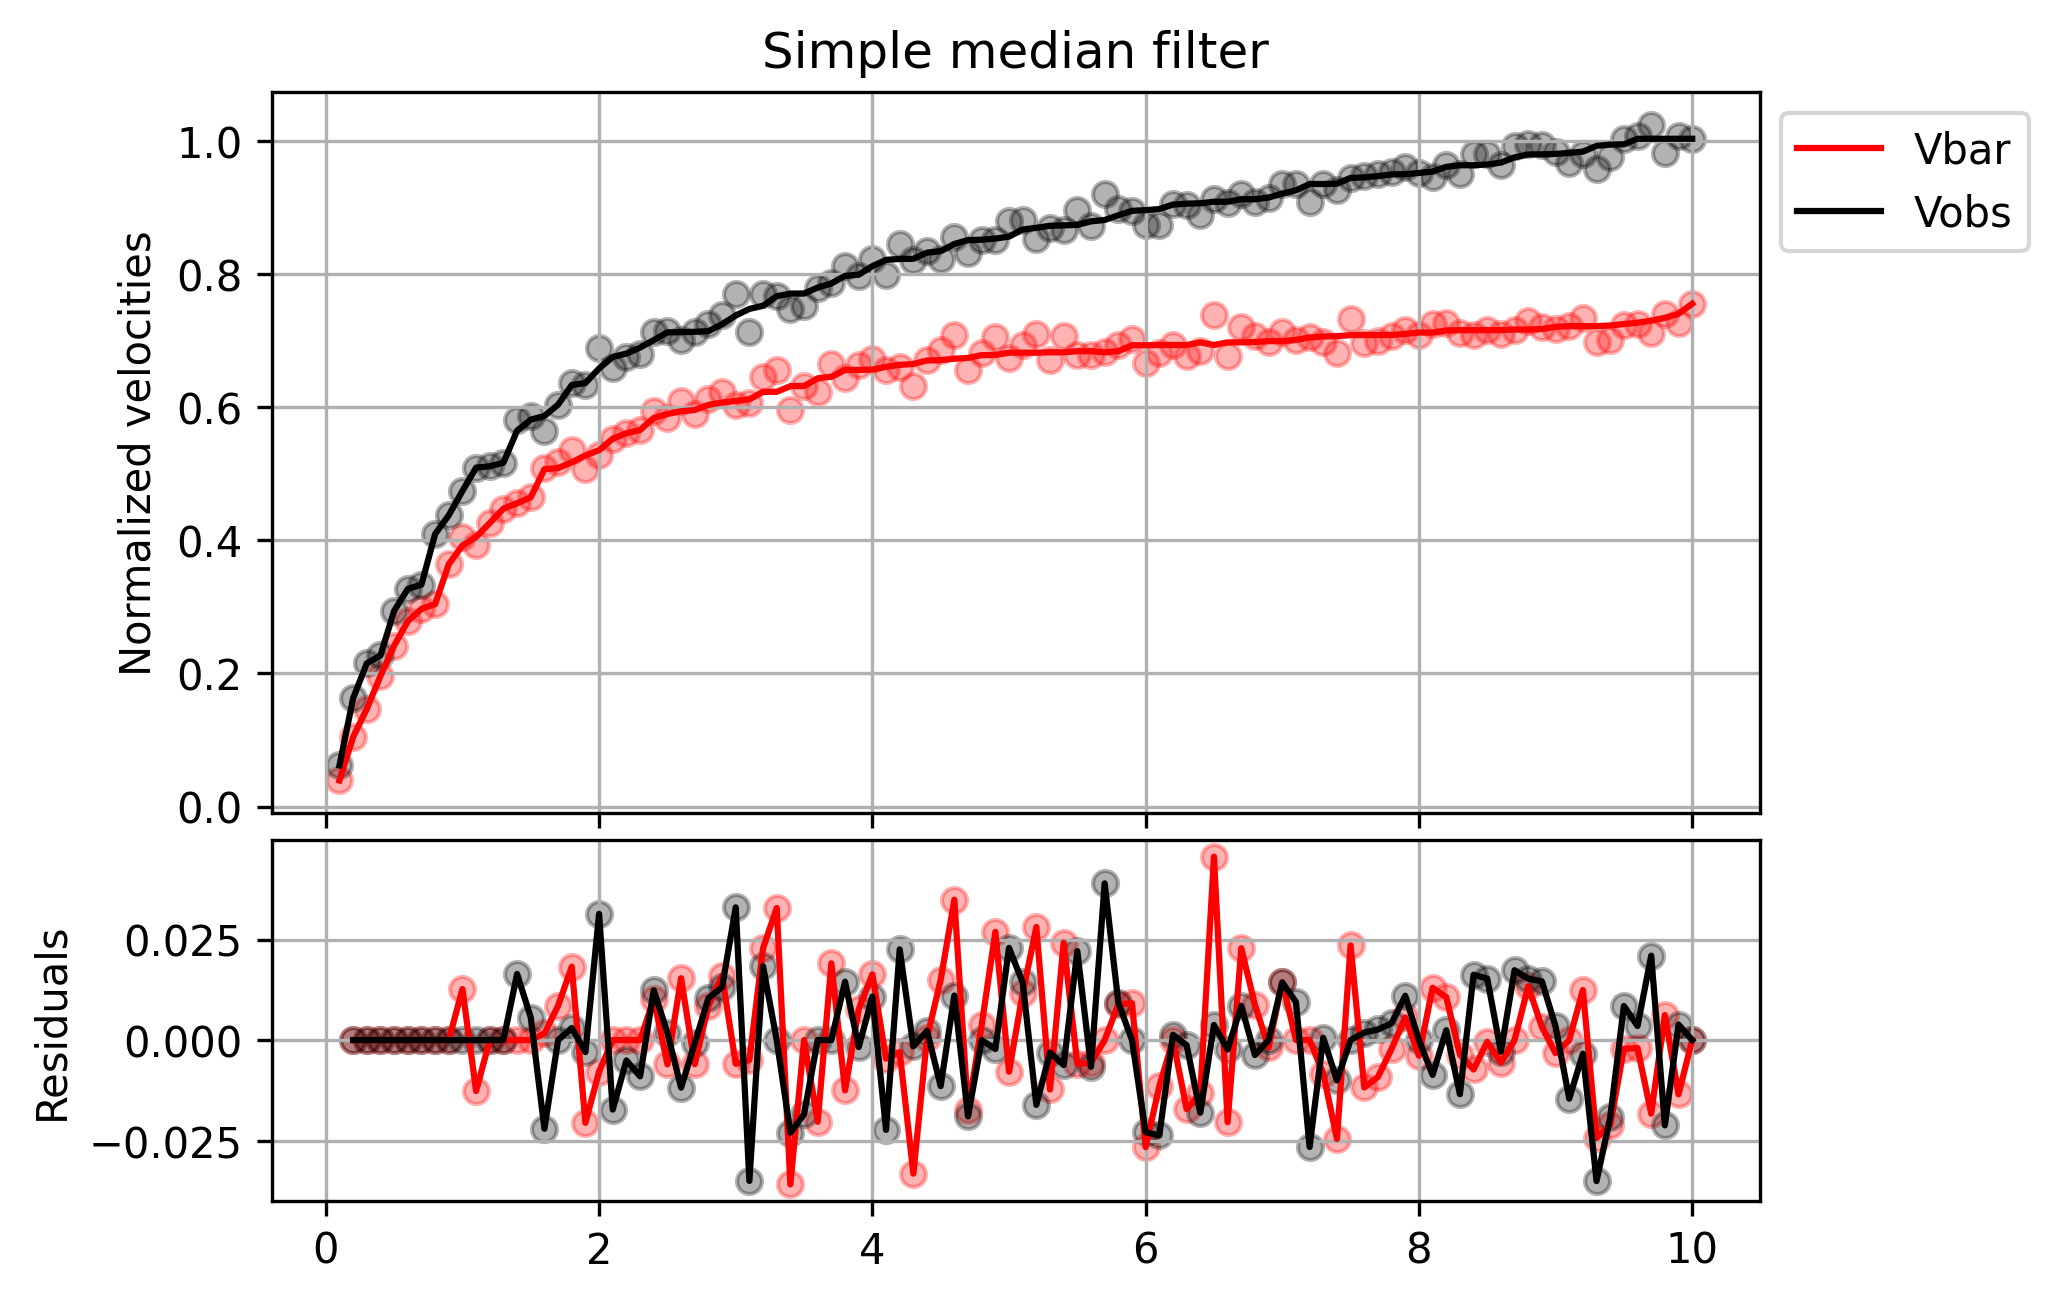 Simple median filter
Normalized velocities
1.0
0.8
0.6
0.4
0.2
0.0
Vbar
Vobs
Residuals
0.025
0.000
−0.025
0 2 4 6 8 10